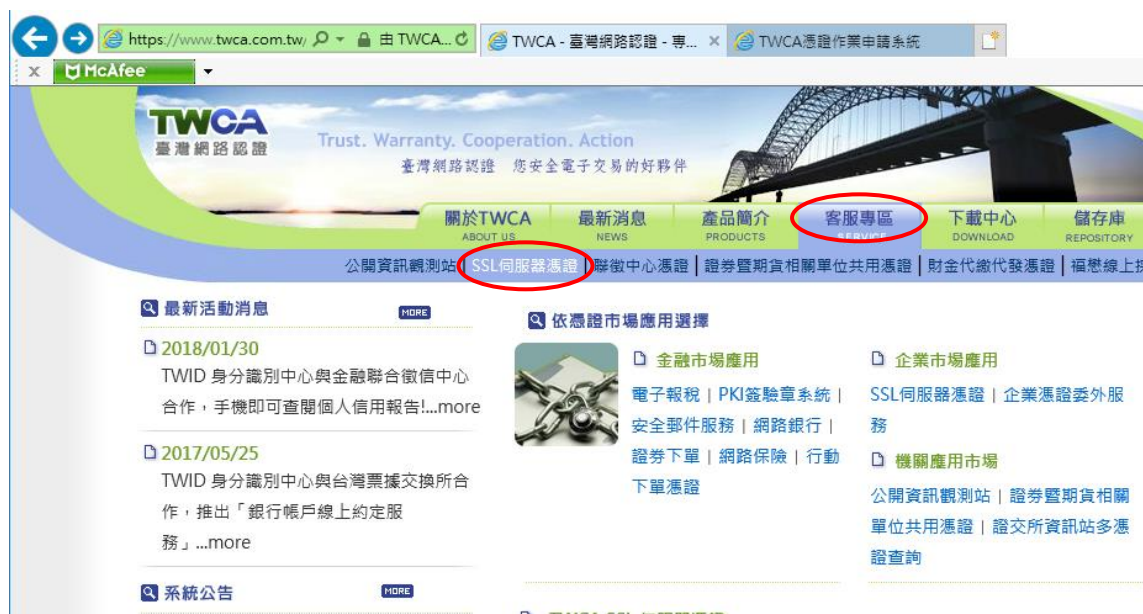 https://www.twca.com.tw/ 由 TWCA... TWCA - 臺灣網路認證 - 專... × TWCA憑證作業申請系統
x McAfee
TWCA
臺灣網路認證
Trust. Warranty. Cooperation. Action
臺灣網路認證 您安全電子交易的好夥伴
關於TWCA 最新消息 產品簡介 客服專區 下載中心 儲存庫
ABOUT US NEWS PRODUCTS SERVICE DOWNLOAD REPOSITORY
公開資訊觀測站 | SSL伺服器憑證 | 聯徵中心憑證 | 證券暨期貨相關單位共用憑證 | 財金代繳代發憑證 | 福懋線上
最新活動消息 MORE
2018/01/30
TWID 身分識別中心與金融聯合徵信中心
合作，手機即可查閱個人信用報告!...more
2017/05/25
TWID 身分識別中心與台灣票據交換所合
作，推出「銀行帳戶線上約定服
務」...more
系統公告 MORE
依憑證市場應用選擇
金融市場應用
電子報稅 | PKI簽驗章系統 |
安全郵件服務 | 網路銀行 |
證券下單 | 網路保險 | 行動
下單憑證
企業市場應用
SSL伺服器憑證 | 企業憑證委外服
務
機關應用市場
公開資訊觀測站 | 證券暨期貨相關
單位共用憑證 | 證交所資訊站多憑
證查詢